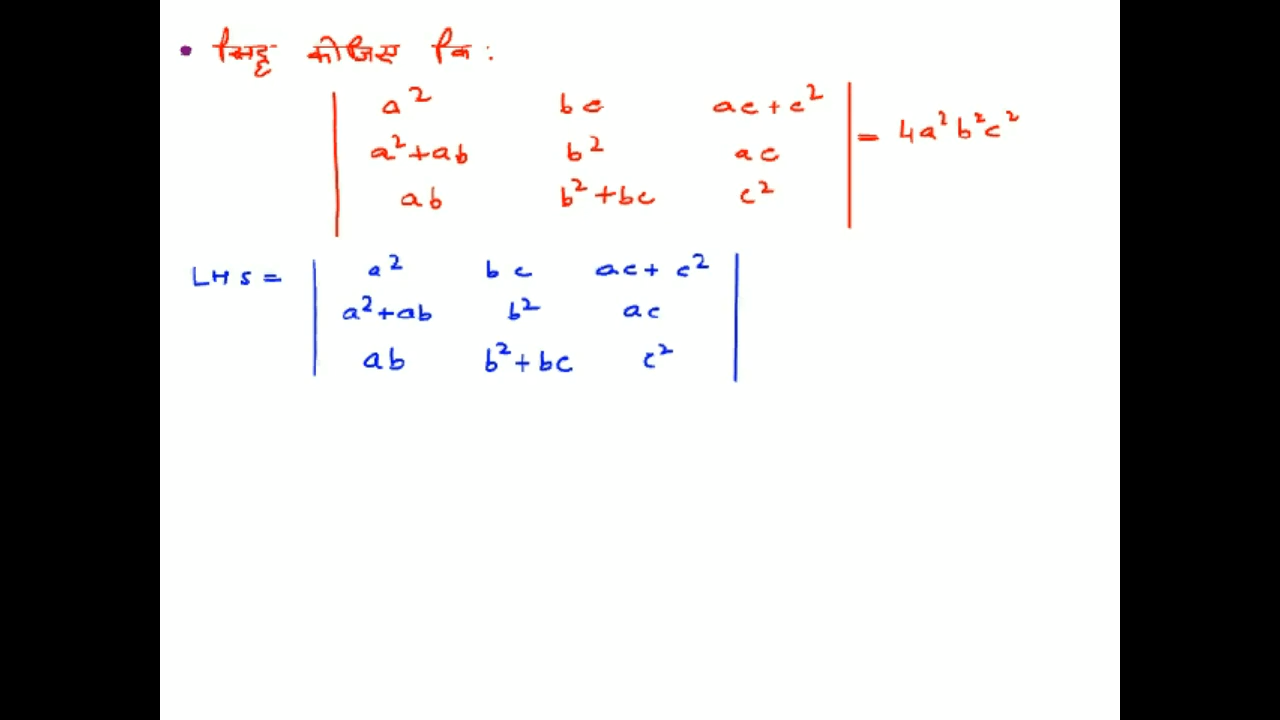 • सिद्ध कीजिए कि :
| a² bc ac + c² |
| a² + ab b² ac | = 4a²b²c²
| ab b² + bc c² |
LHS = | a² bc ac + c² |
| a² + ab b² ac |
| ab b² + bc c² |